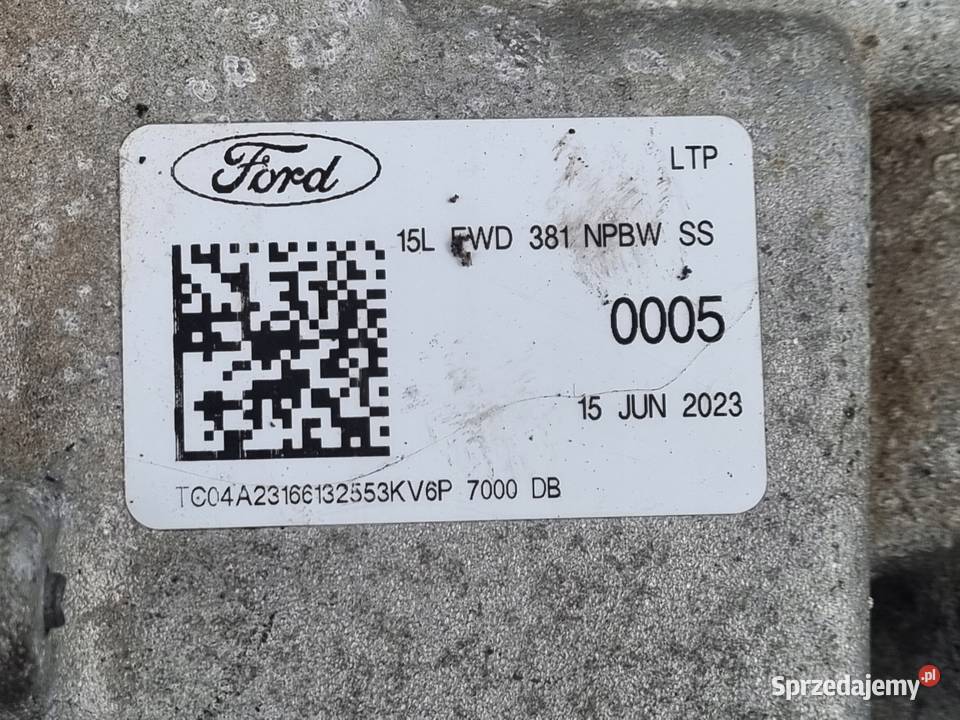 Ford
LTP
15L FWD 381 NPBW SS
0005
15 JUN 2023
TC04A23166132553KV6P 7000 DB
Sprzedajemy.pl